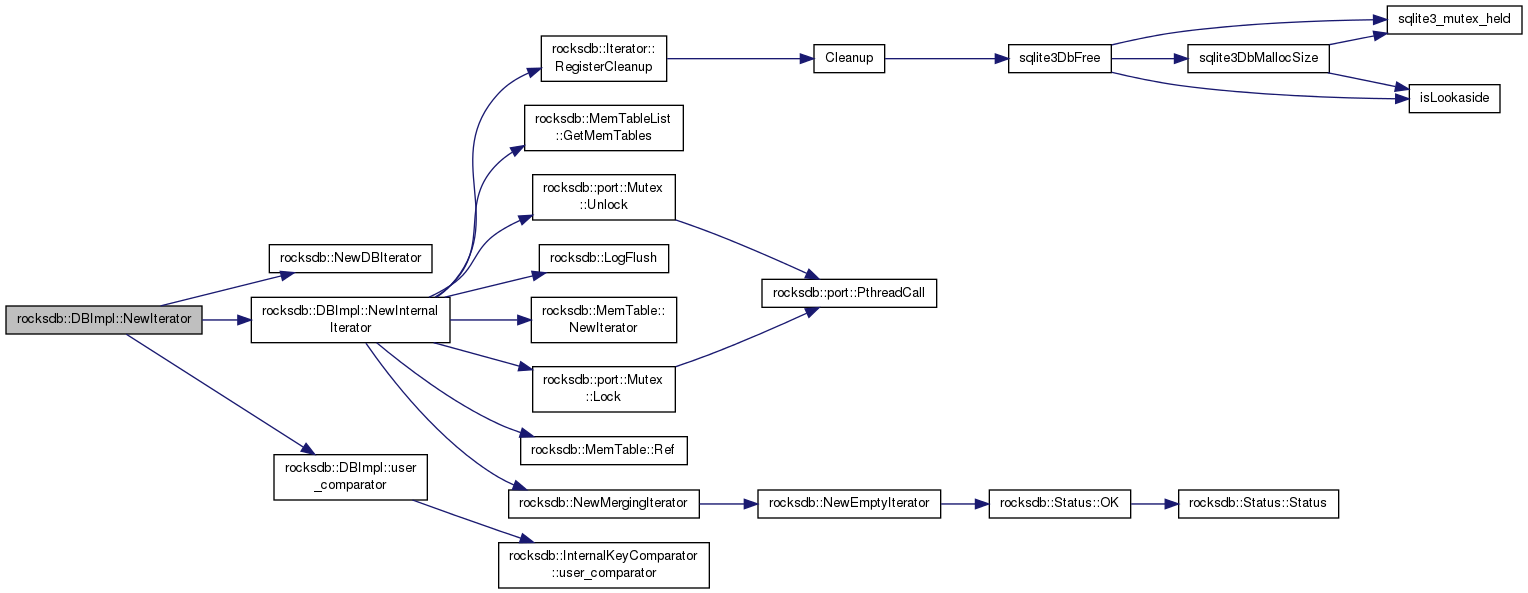 rocksdb::DBImpl::NewIterator
rocksdb::NewDBIterator
rocksdb::DBImpl::NewInternal
Iterator
rocksdb::DBImpl::user
_comparator
rocksdb::Iterator::
RegisterCleanup
rocksdb::MemTableList
::GetMemTables
rocksdb::port::Mutex
::Unlock
rocksdb::LogFlush
rocksdb::MemTable::
NewIterator
rocksdb::port::Mutex
::Lock
rocksdb::MemTable::Ref
rocksdb::NewMergingIterator
rocksdb::InternalKeyComparator
::user_comparator
Cleanup
rocksdb::port::PthreadCall
rocksdb::NewEmptyIterator
sqlite3DbFree
rocksdb::Status::OK
sqlite3DbMallocSize
rocksdb::Status::Status
sqlite3_mutex_held
isLookaside